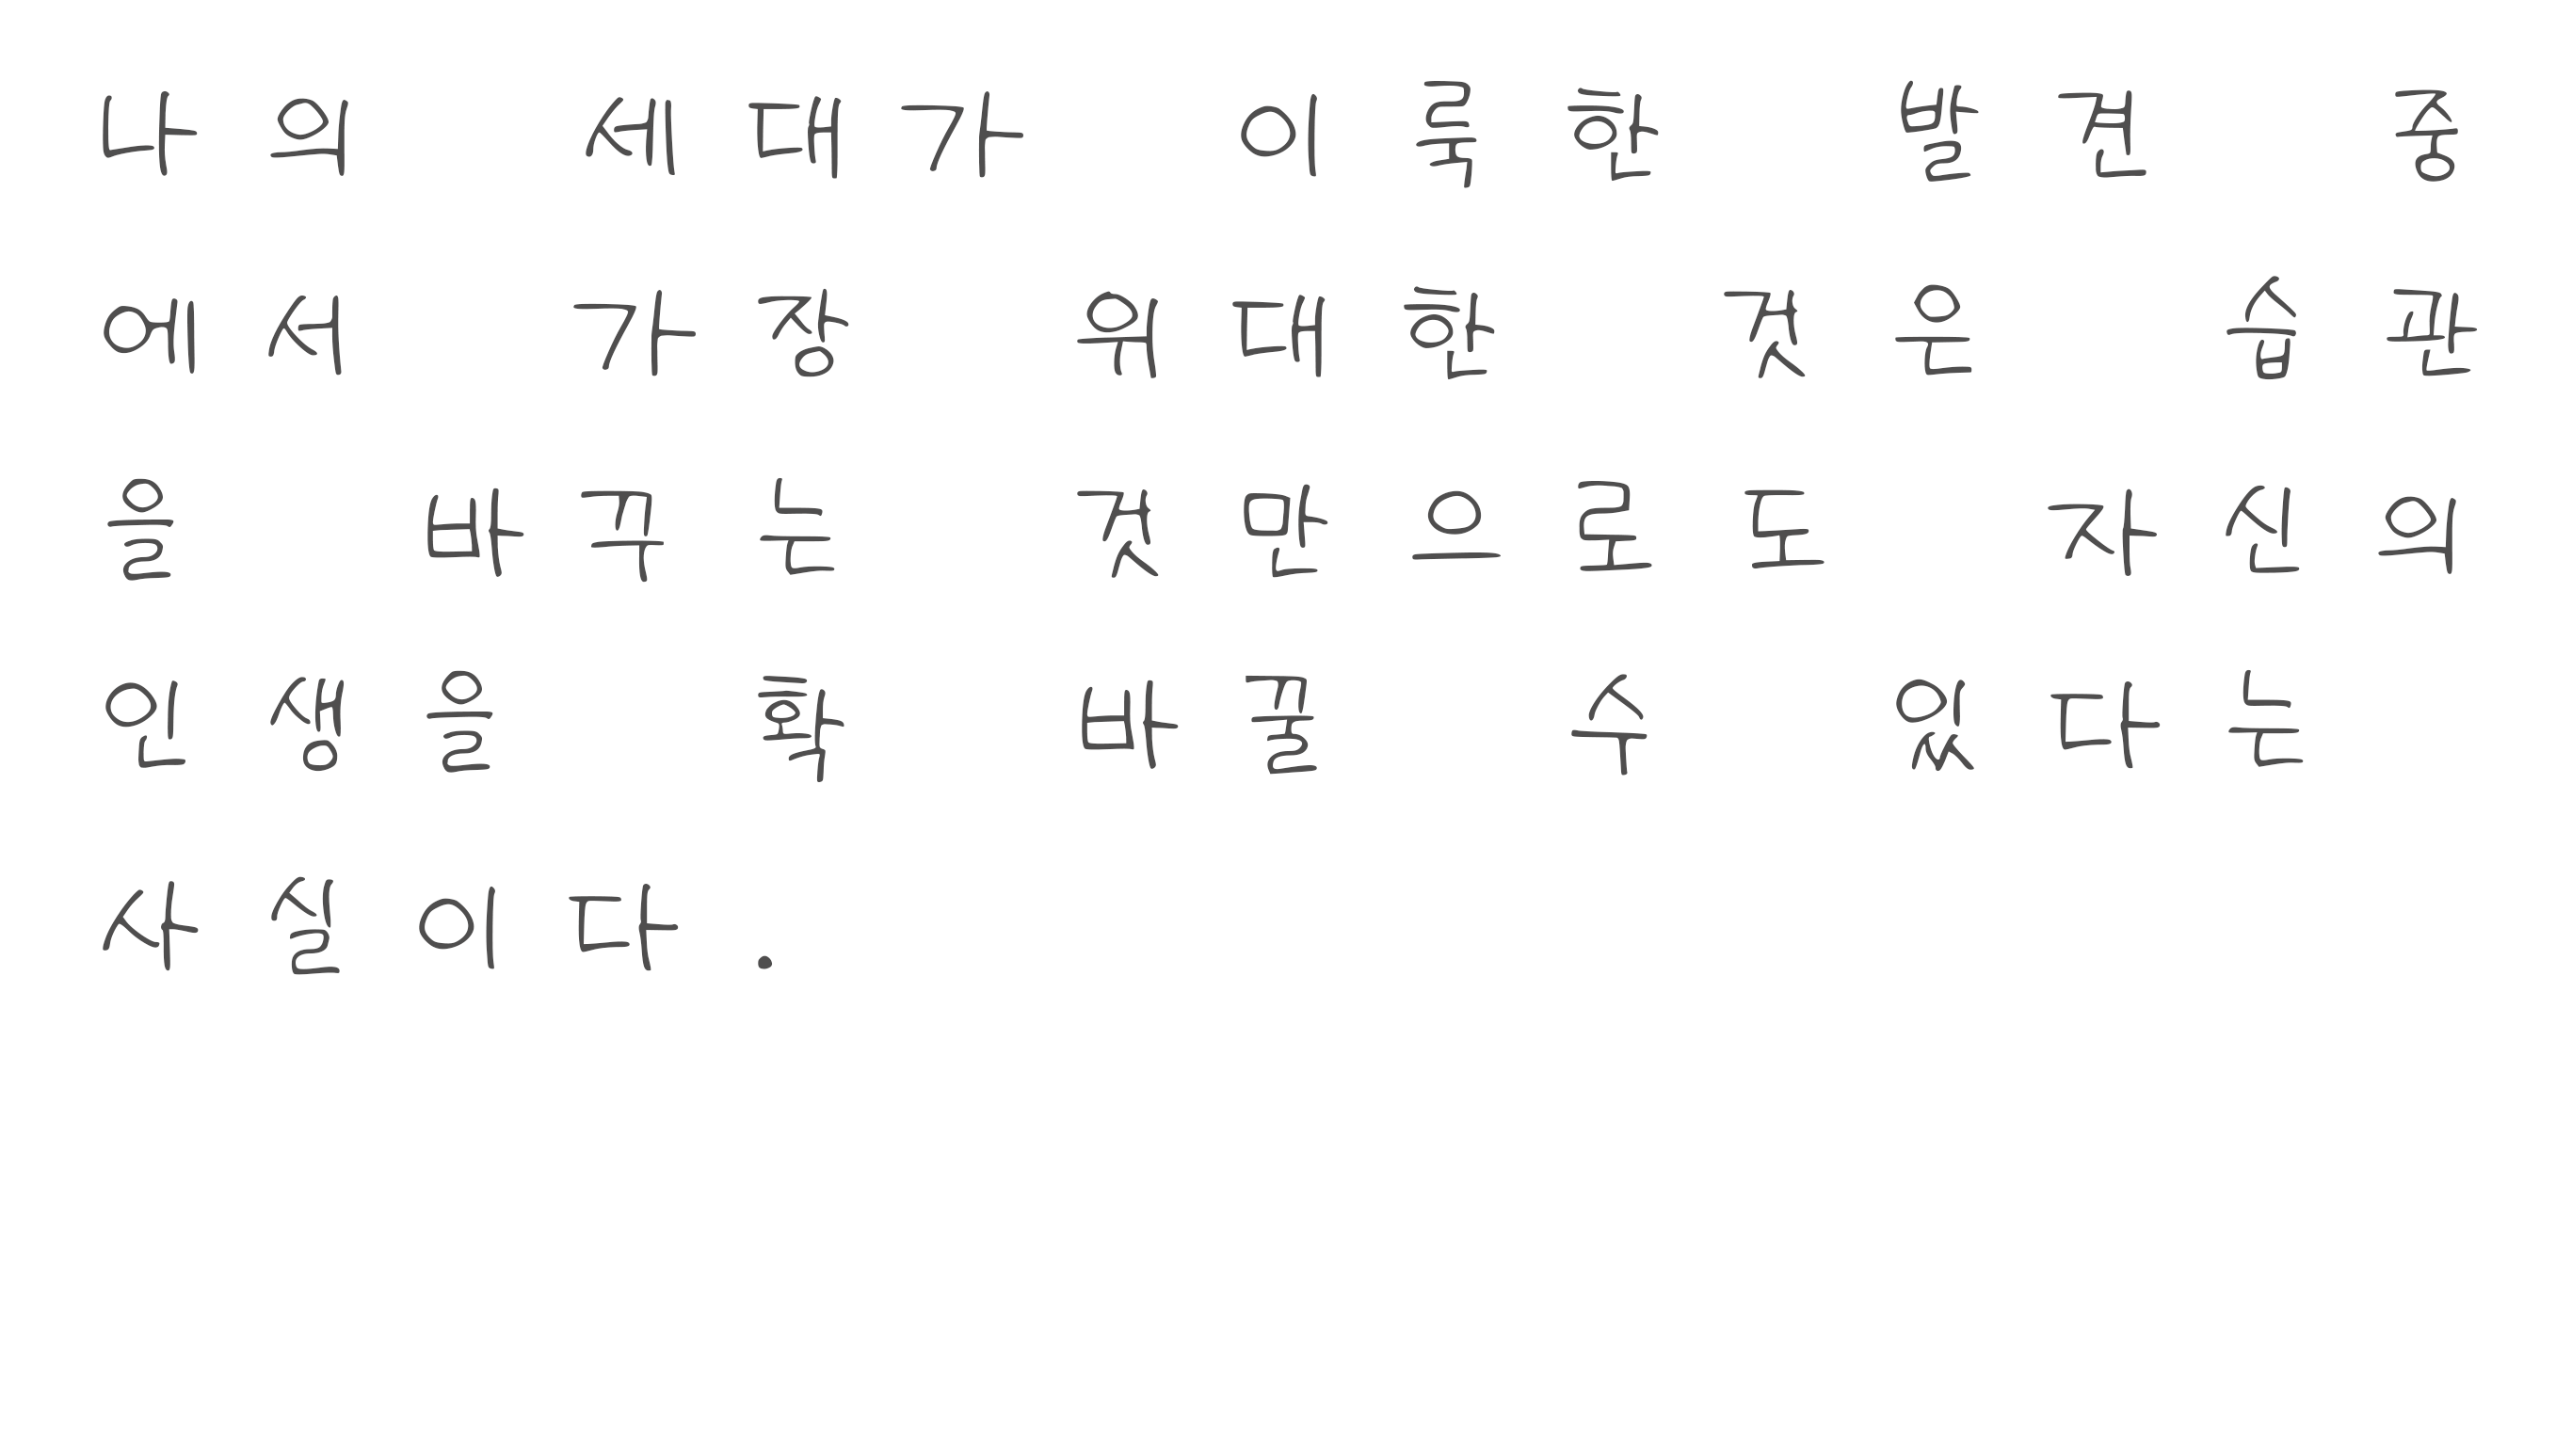 나의 세대가 이룩한 발견 중
에서 가장 위대한 것은 습관
을 바꾸는 것만으로도 자신의
인생을 확 바꿀 수 있다는
사실이다.